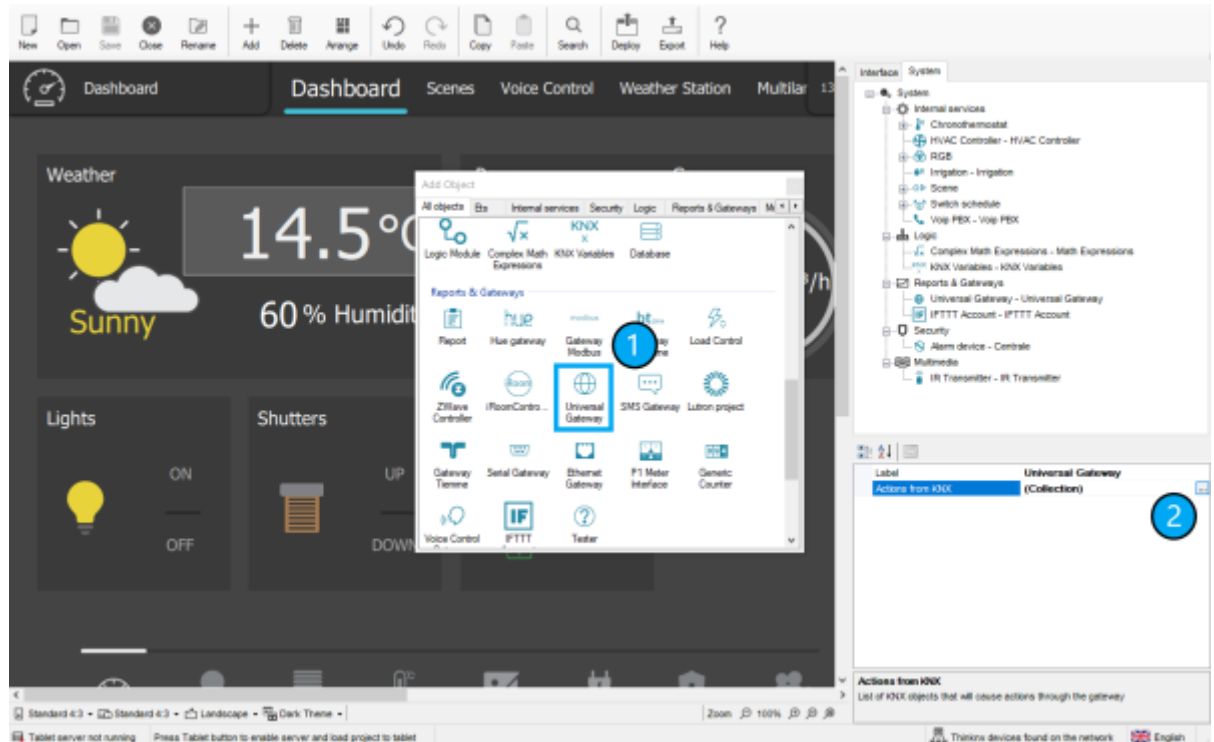 New Open Save Close Rename Add Delete Arrange Undo Redo Copy Paste Search Deploy Export Help
Dashboard
Dashboard Scenes Voice Control Weather Station Multilar 13
Weather
14.5°C
Sunny
60 % Humidit
³/h
Lights
ON
OFF
Shutters
UP
DOWN
Add Object
All objects Ets Internal services Security Logic Reports & Gateways M
Logic Module
Complex Math Expressions
KNX Variables
Database
Reports & Gateways
Report
Hue gateway
Gateway Modbus
Load Control
1
ZWave Controller
iRoomContro...
Universal Gateway
SMS Gateway
Lutron project
Gateway Tiemme
Serial Gateway
Ethernet Gateway
P1 Meter Interface
Generic Counter
Voice Control
IFTTT
Tester
Interface System
System
Internal services
Chronothermostat
HVAC Controller - HVAC Controller
RGB
Irrigation - Irrigation
Scene
Switch schedule
Voip PBX - Voip PBX
Logic
Complex Math Expressions - Math Expressions
KNX Variables - KNX Variables
Reports & Gateways
Universal Gateway - Universal Gateway
IFTTT Account - IFTTT Account
Security
Alarm device - Centrale
Multimedia
IR Transmitter - IR Transmitter
Label Universal Gateway
Actions from KNX (Collection)
2
Actions from KNX
List of KNX objects that will cause actions through the gateway
Standard 4:3 Standard 4:3 Landscape Dark Theme Zoom 100%
Tablet server not running Press Tablet button to enable server and load project to tablet Thinknx devices found on the network English